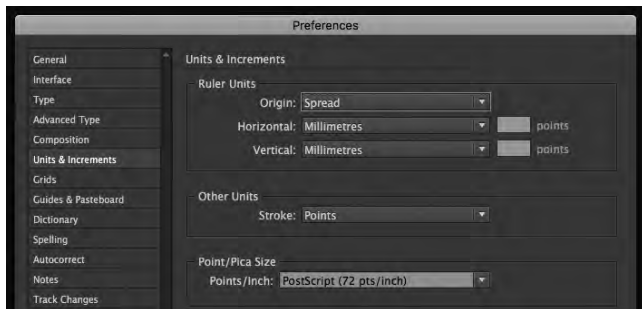 Preferences
General
Interface
Type
Advanced Type
Composition
Units & Increments
Grids
Guides & Pasteboard
Dictionary
Spelling
Autocorrect
Notes
Track Changes
Units & Increments
Ruler Units
Origin: Spread
Horizontal: Millimetres points
Vertical: Millimetres points
Other Units
Stroke: Points
Point/Pica Size
Points/Inch: PostScript (72 pts/inch)